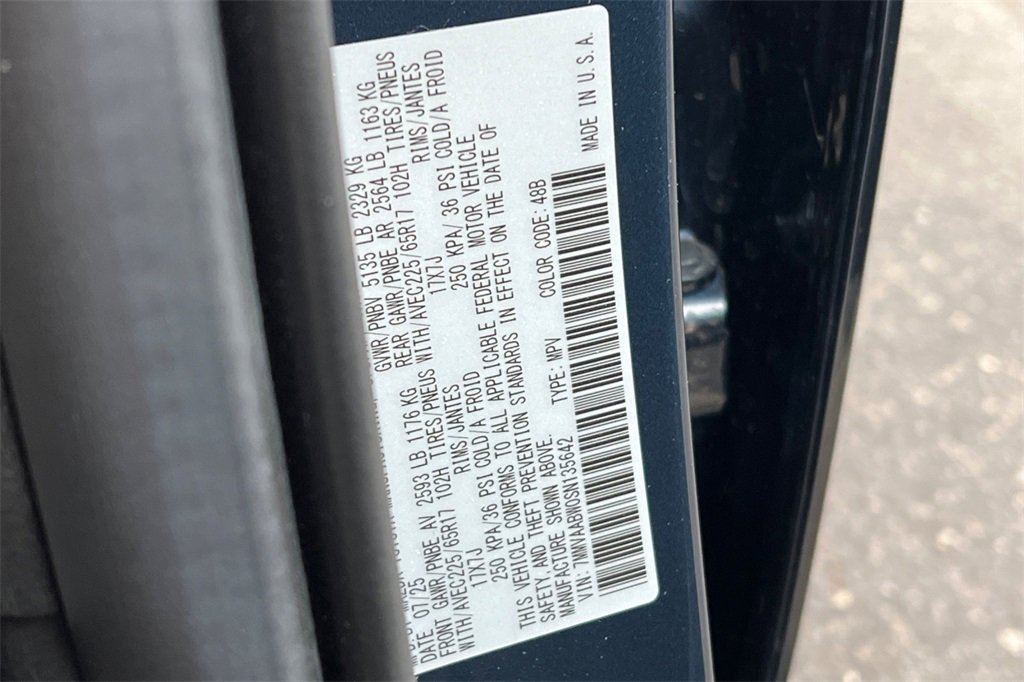 DATE 07/25 GVWR/PNBV 5135 LB 2329 KG
FRONT GAWR/PNBE AV 2593 LB 1176 KG REAR GAWR/PNBE AR 2564 LB 1163 KG
WITH/AVEC225/65R17 102H TIRES/PNEUS WITH/AVEC225/65R17 102H TIRES/PNEUS
17X7J RIMS/JANTES 17X7J RIMS/JANTES
250 KPA/36 PSI COLD/A FROID 250 KPA/36 PSI COLD/A FROID
THIS VEHICLE CONFORMS TO ALL APPLICABLE FEDERAL MOTOR VEHICLE
SAFETY,AND THEFT PREVENTION STANDARDS IN EFFECT ON THE DATE OF
MANUFACTURE SHOWN ABOVE.
VIN: 7MMVAABW0SN135642 TYPE: MPV COLOR CODE: 48B MADE IN U.S.A.